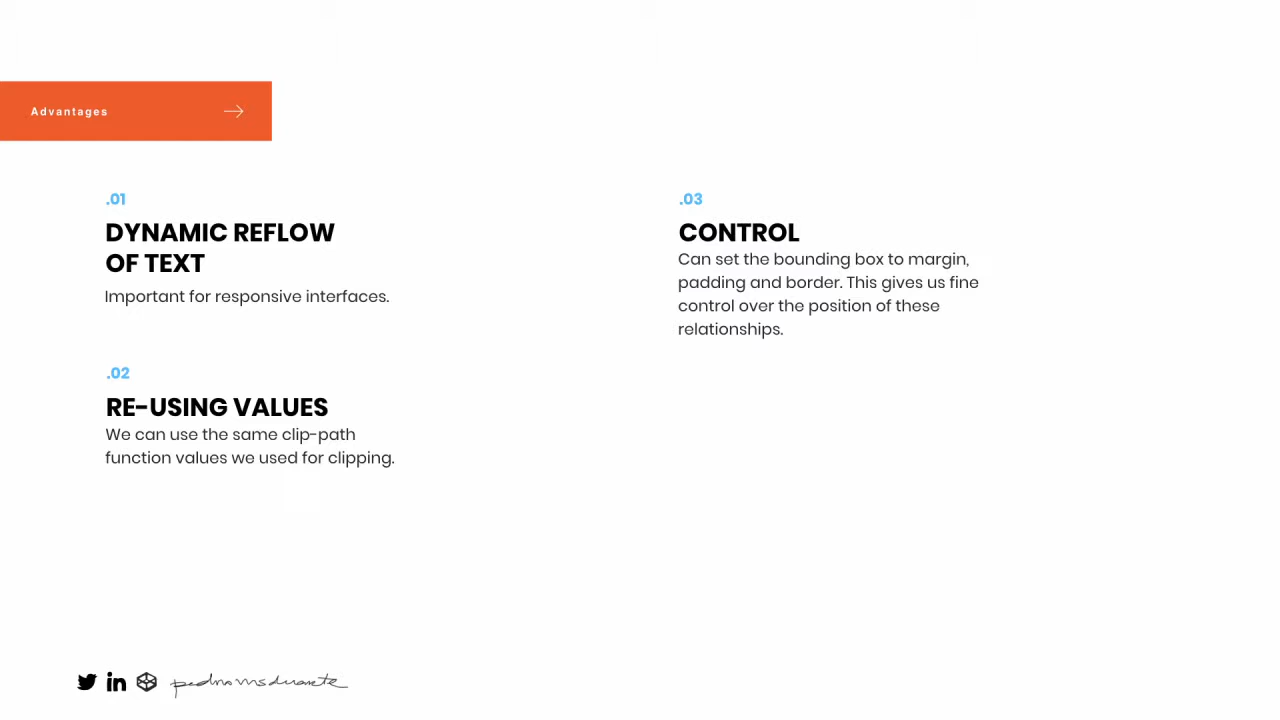 Advantages
.01
DYNAMIC REFLOW
OF TEXT
Important for responsive interfaces.
.02
RE-USING VALUES
We can use the same clip-path
function values we used for clipping.
.03
CONTROL
Can set the bounding box to margin,
padding and border. This gives us fine
control over the position of these
relationships.
pedromsduarte